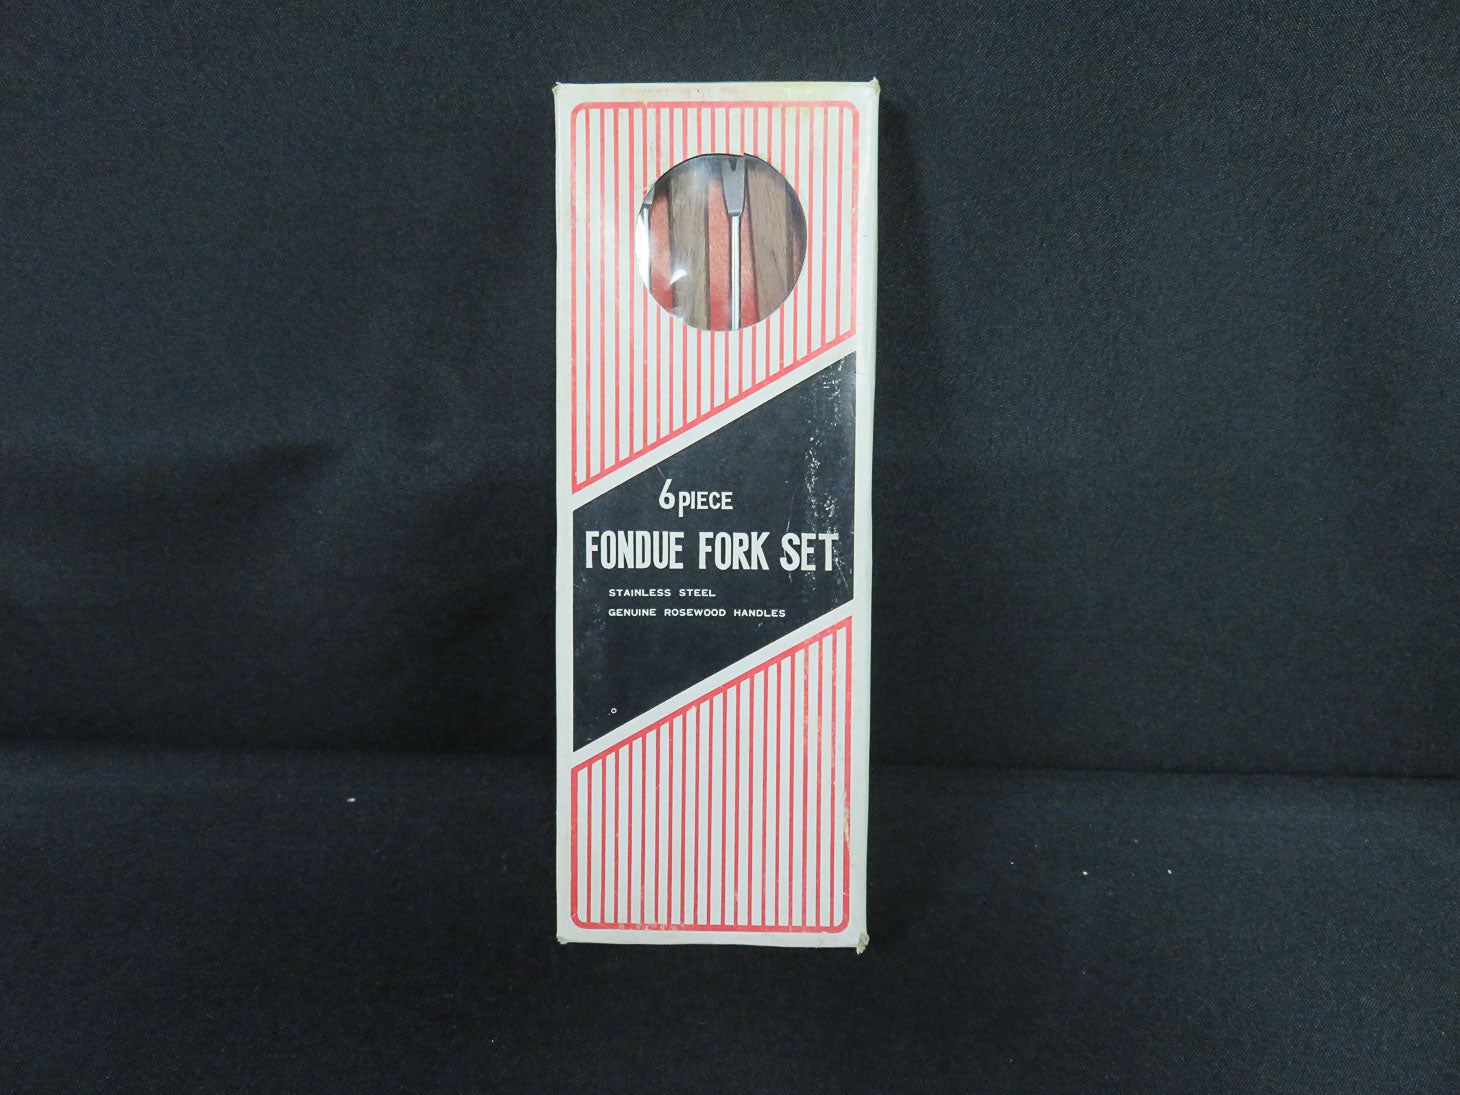 6 PIECE
FONDUE FORK SET
STAINLESS STEEL
GENUINE ROSEWOOD HANDLES